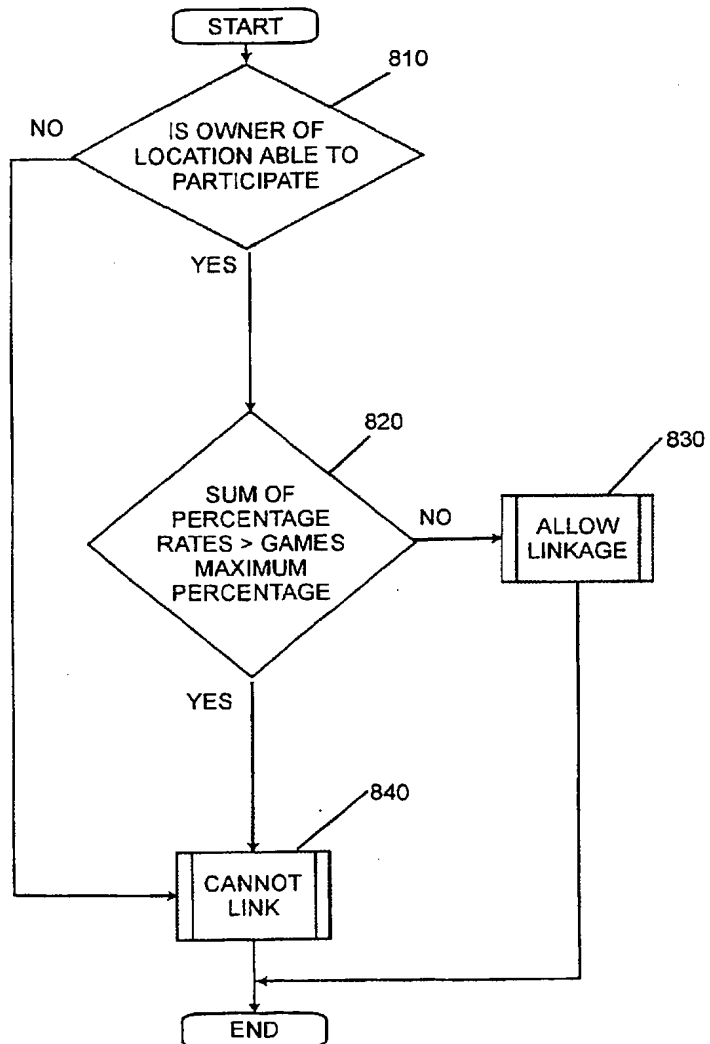 START
810
NO
IS OWNER OF
LOCATION ABLE TO
PARTICIPATE
YES
820
830
SUM OF
PERCENTAGE
RATES > GAMES
MAXIMUM
PERCENTAGE
NO
ALLOW
LINKAGE
YES
840
CANNOT
LINK
END